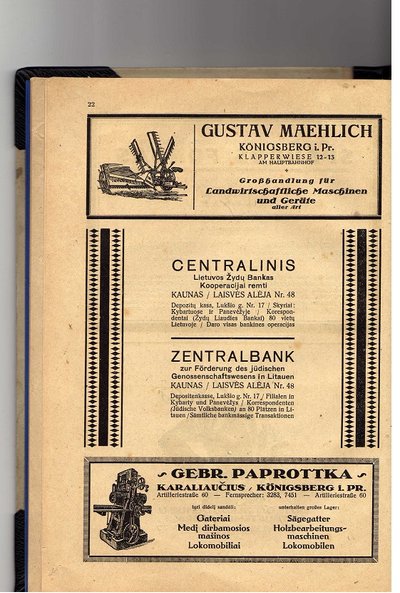 22
GUSTAV MAEHLICH
KÖNIGSBERG i. Pr.
KLAPPERWIESE 12-13
AM HAUPTBAHNHOF
Großhandlung für
Landwirtschaftliche Maschinen
und Geräte
aller Art
CENTRALINIS
Lietuvos Žydų Bankas
Kooperacijai remti
KAUNAS / LAISVĖS ALĖJA Nr. 48
Depozitų kasa, Lukšio g. Nr. 17 / Skyriai:
Kybartuose ir Panevėžyje / Korespon-
dentai (Žydų Liaudies Bankai) 80 vietų
Lietuvoje / Daro visas bankines operacijas
ZENTRALBANK
zur Förderung des jüdischen
Genossenschaftswesens in Litauen
KAUNAS / LAISVĖS ALĖJA Nr. 48
Depositenkasse, Lukšio g. Nr. 17 / Filialen in
Kybarty und Panevėžys / Korrespondenten
(Jüdische Volksbanken) an 80 Plätzen in Li-
tauen / Sämtliche bankmässige Transaktionen
GEBR. PAPROTTKA
KARALIAUČIUS / KÖNIGSBERG i. PR.
Artilleriestraße 60 — Fernsprecher: 3283, 7451 — Artilleriestraße 60
turi didelį sandėlį:
unterhalten großes Lager:
Gateriai
Medį dirbamosios
mašinos
Lokomobiliai
Sägegatter
Holzbearbeitungs-
maschinen
Lokomobilen